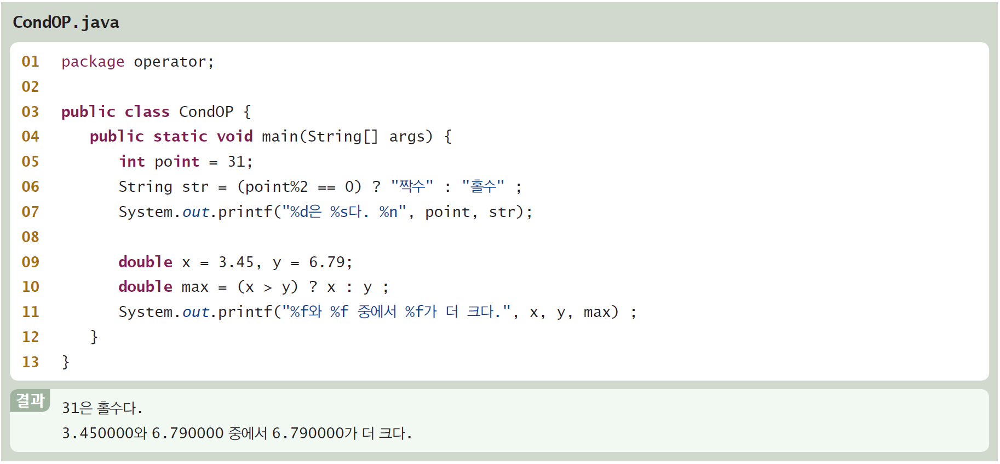 CondOP.java
01 package operator;
02
03 public class CondOP {
04 public static void main(String[] args) {
05 int point = 31;
06 String str = (point%2 == 0) ? "짝수" : "홀수" ;
07 System.out.printf("%d은 %s다. %n", point, str);
08
09 double x = 3.45, y = 6.79;
10 double max = (x > y) ? x : y ;
11 System.out.printf("%f와 %f 중에서 %f가 더 크다.", x, y, max) ;
12 }
13 }
결과
31은 홀수다.
3.450000와 6.790000 중에서 6.790000가 더 크다.